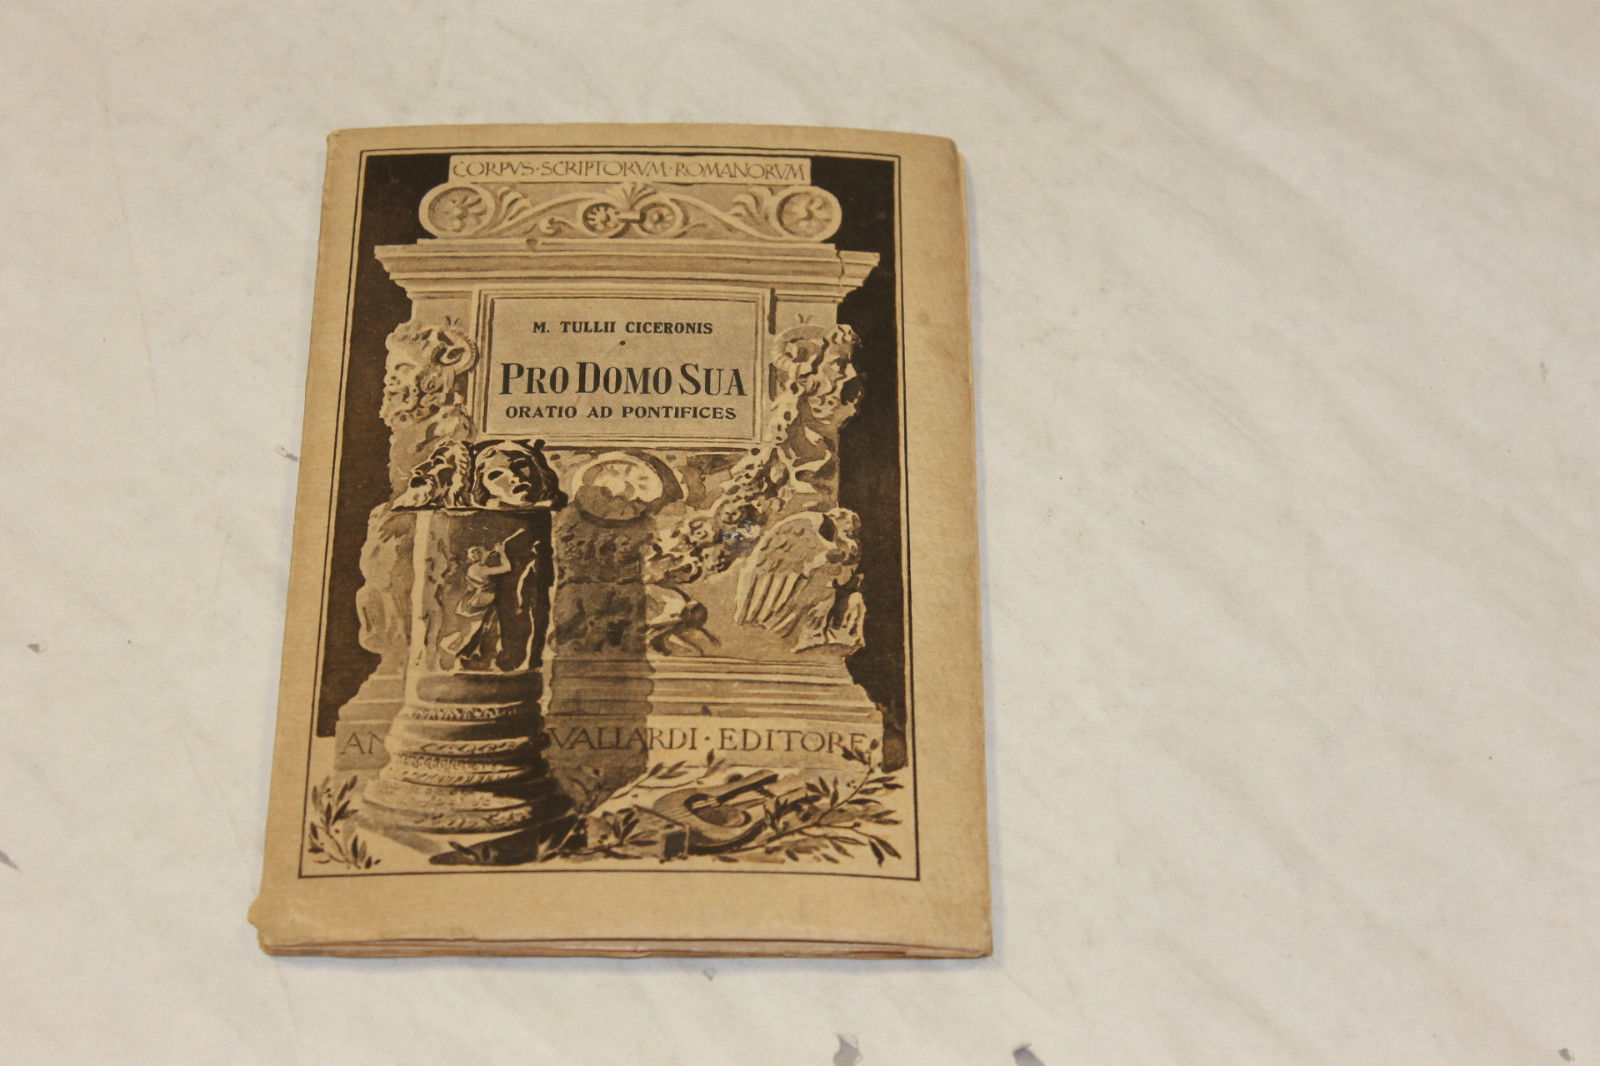 CORPVS·SCRIPTORVM·ROMANORVM
M. TULLII CICERONIS
PRO DOMO SUA
ORATIO AD PONTIFICES
VALLARDI·EDITORE